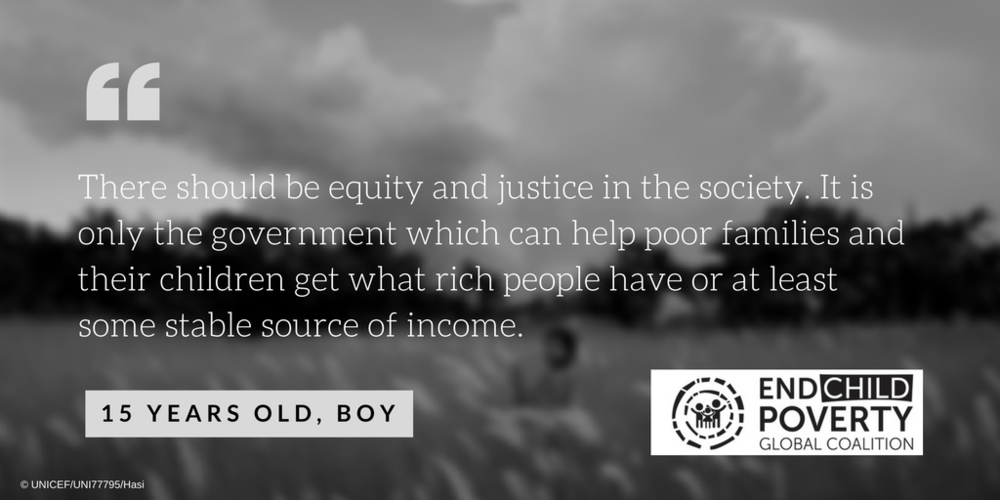 “
There should be equity and justice in the society. It is
only the government which can help poor families and
their children get what rich people have or at least
some stable source of income.
15 YEARS OLD, BOY
END CHILD
POVERTY
GLOBAL COALITION
© UNICEF/UNI77795/Hasi